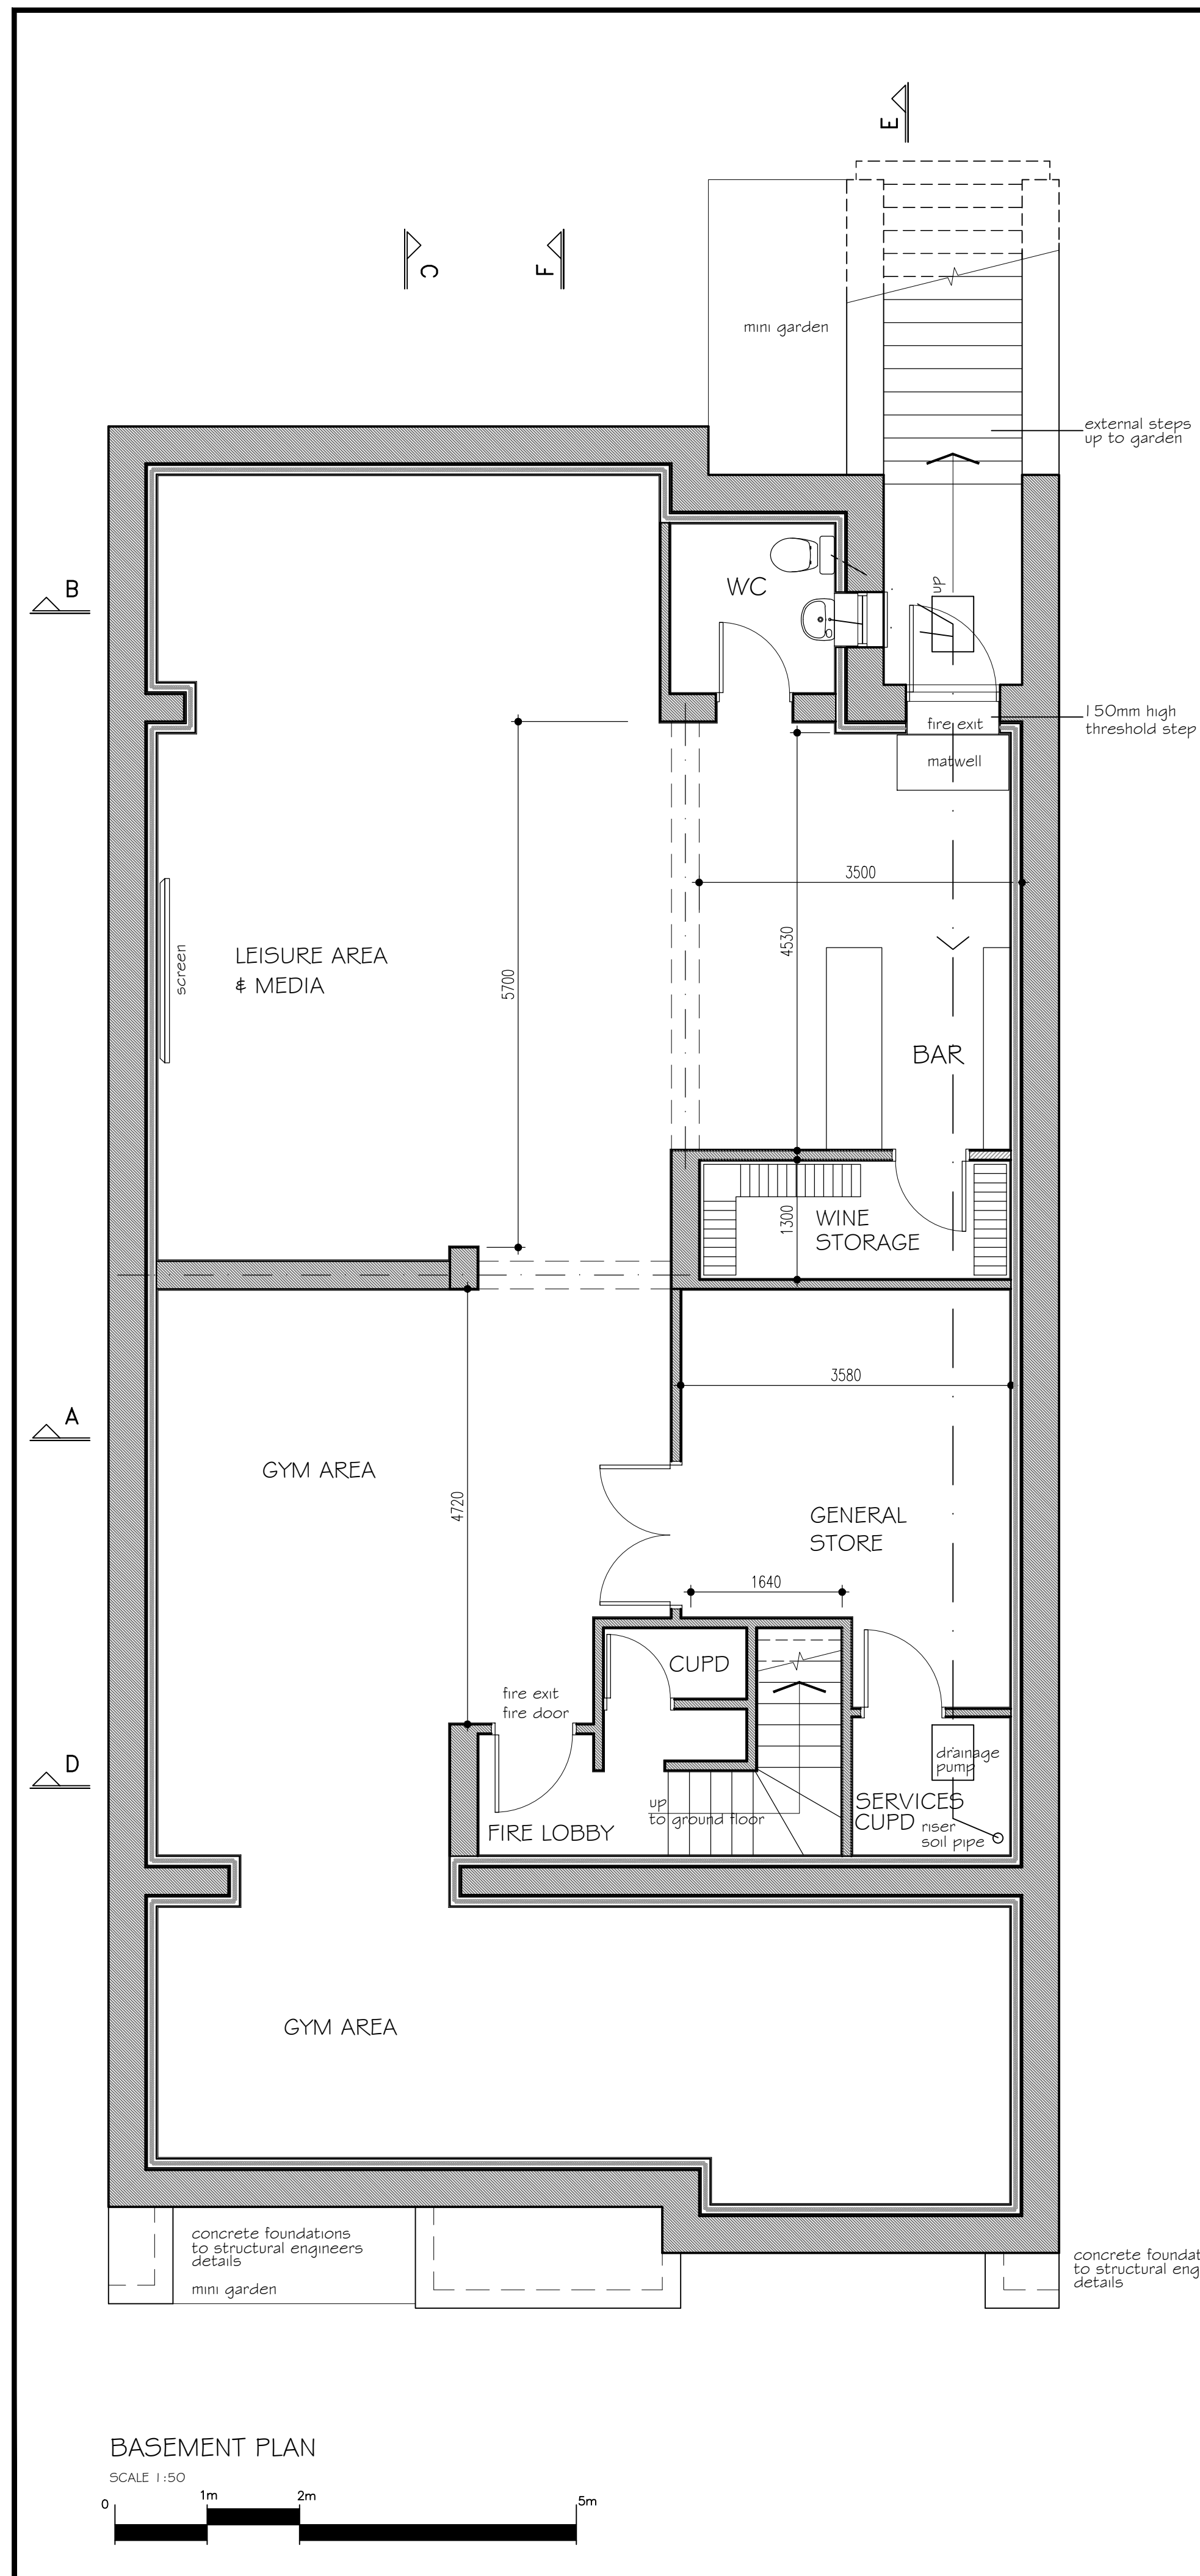 E
C
F
mini garden
external steps
up to garden
B
WC
up
fire exit
150mm high
threshold step
matwell
3500
4530
5700
screen
LEISURE AREA
& MEDIA
BAR
1300
WINE
STORAGE
3580
A
GYM AREA
4720
GENERAL
STORE
1640
CUPD
fire exit
fire door
D
drainage
pump
up
to ground floor
SERVICES
CUPD
riser
soil pipe
FIRE LOBBY
GYM AREA
concrete foundations
to structural engineers
details
mini garden
concrete foundat
to structural eng
details
BASEMENT PLAN
SCALE 1:50
0 1m 2m 5m